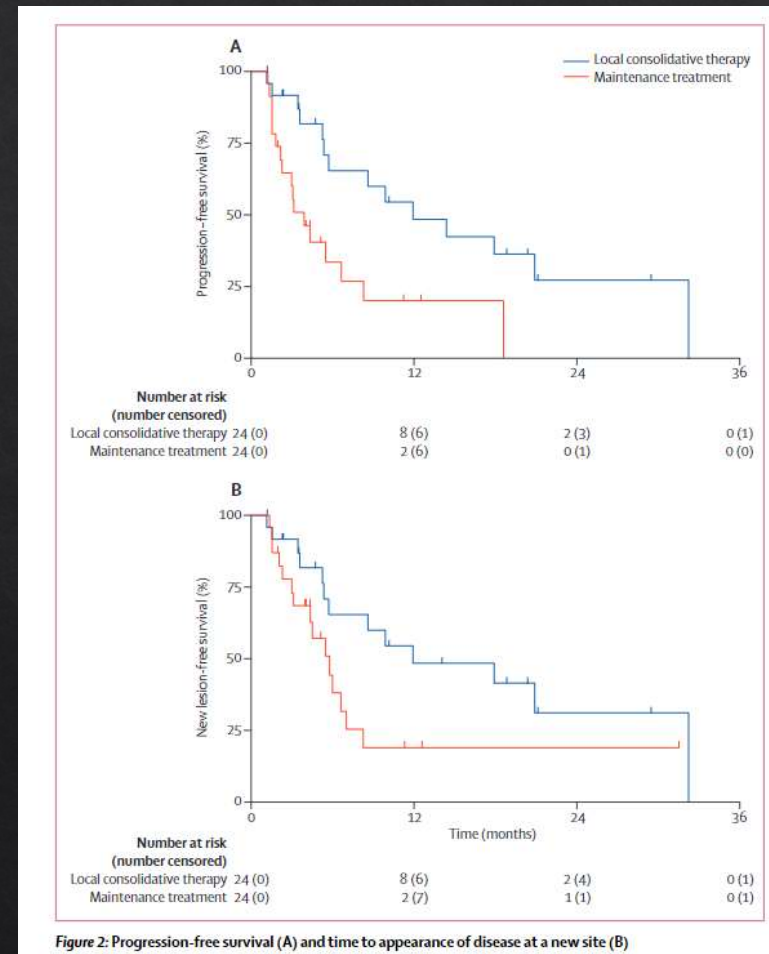 A
Local consolidative therapy
Maintenance treatment
Progression-free survival (%)
100
75
50
25
0
0 12 24 36
Number at risk
(number censored)
Local consolidative therapy 24 (0) 8 (6) 2 (3) 0 (1)
Maintenance treatment 24 (0) 2 (6) 0 (1) 0 (0)
B
New lesion-free survival (%)
100
75
50
25
0
0 12 24 36
Time (months)
Number at risk
(number censored)
Local consolidative therapy 24 (0) 8 (6) 2 (4) 0 (1)
Maintenance treatment 24 (0) 2 (7) 1 (1) 0 (1)
Figure 2: Progression-free survival (A) and time to appearance of disease at a new site (B)